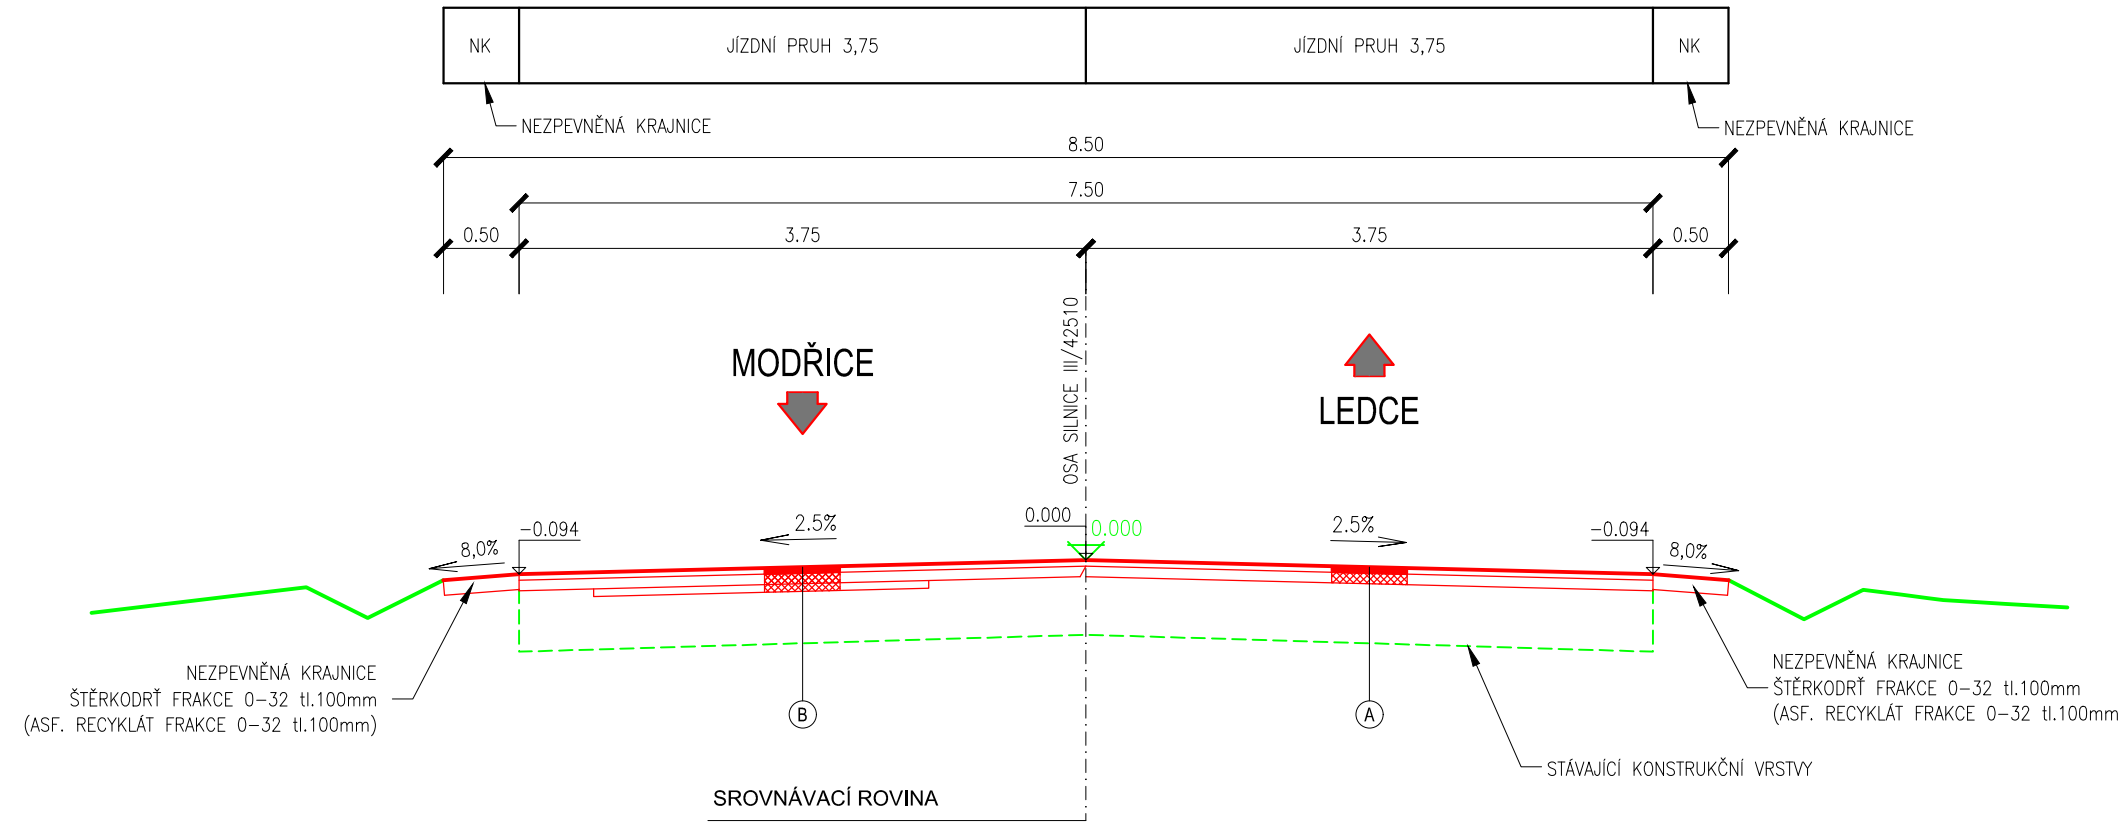 NK
JÍZDNÍ PRUH 3,75
JÍZDNÍ PRUH 3,75
NK
NEZPEVNĚNÁ KRAJNICE
NEZPEVNĚNÁ KRAJNICE
8.50
7.50
0.50
3.75
3.75
0.50
OSA SILNICE III/42510
MODŘICE
LEDCE
8,0%
-0.094
2.5%
0.000
0.000
2.5%
-0.094
8,0%
NEZPEVNĚNÁ KRAJNICE
ŠTĚRKODRŤ FRAKCE 0-32 tl.100mm
(ASF. RECYKLÁT FRAKCE 0-32 tl.100mm)
B
A
NEZPEVNĚNÁ KRAJNICE
ŠTĚRKODRŤ FRAKCE 0-32 tl.100mm
(ASF. RECYKLÁT FRAKCE 0-32 tl.100mm
STÁVAJÍCÍ KONSTRUKČNÍ VRSTVY
SROVNÁVACÍ ROVINA